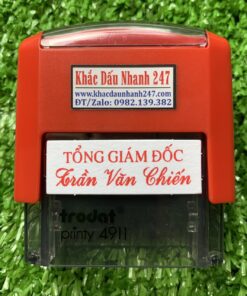 Khắc Dấu Nhanh 247
www.khacdaunhanh247.com
ĐT/Zalo: 0982.139.382
TỔNG GIÁM ĐỐC
Trần Văn Chiến
trodat
printy 4911